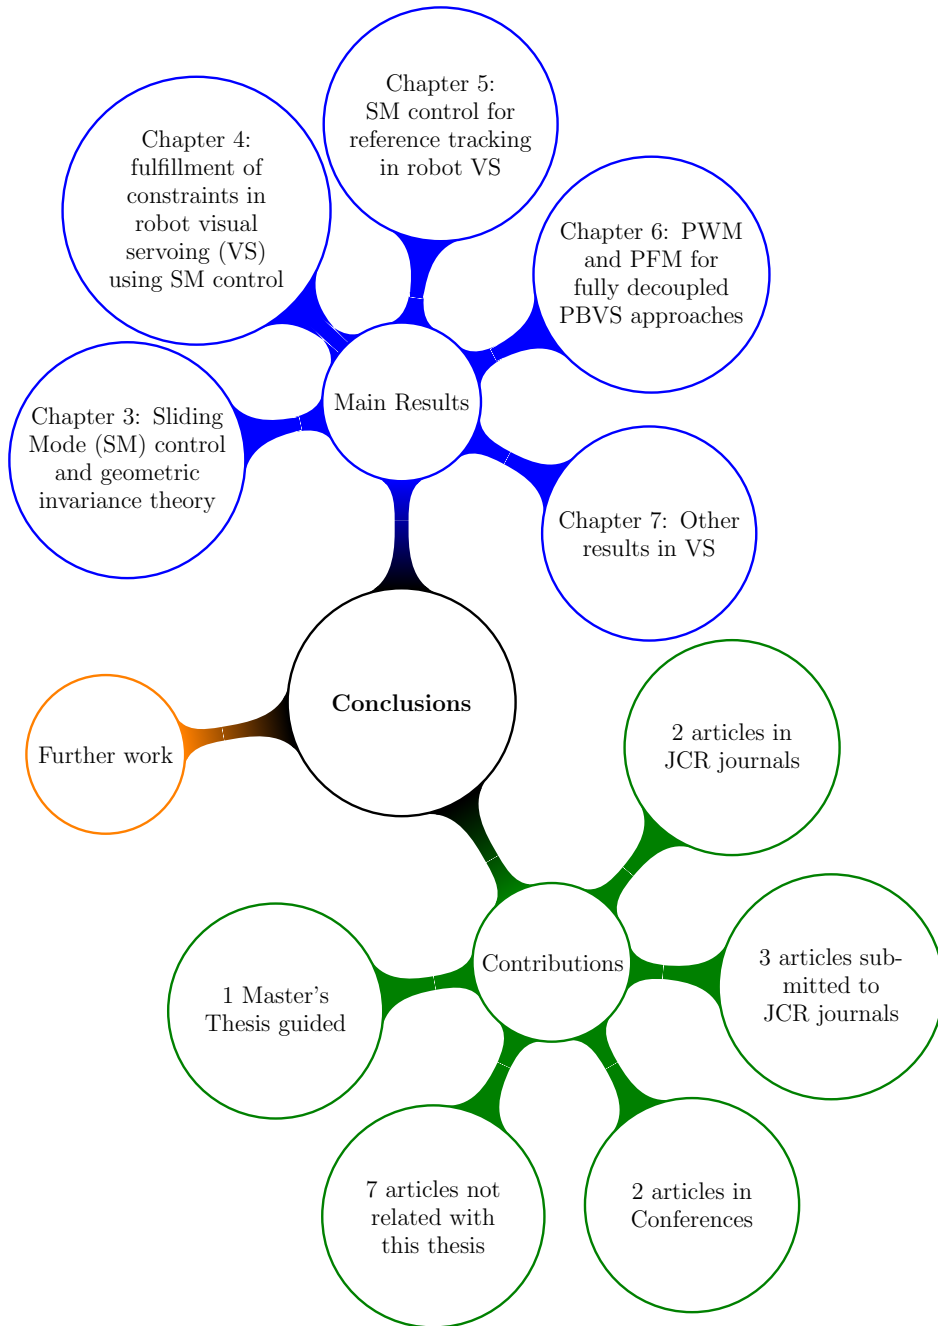 Chapter 5:
SM control for
reference tracking
in robot VS
Chapter 4:
fulfillment of
constraints in
robot visual
servoing (VS)
using SM control
Chapter 6: PWM
and PFM for
fully decoupled
PBVS approaches
Main Results
Chapter 3: Sliding
Mode (SM) control
and geometric
invariance theory
Chapter 7: Other
results in VS
Conclusions
Further work
2 articles in
JCR journals
Contributions
3 articles sub-
mitted to
JCR journals
1 Master's
Thesis guided
7 articles not
related with
this thesis
2 articles in
Conferences